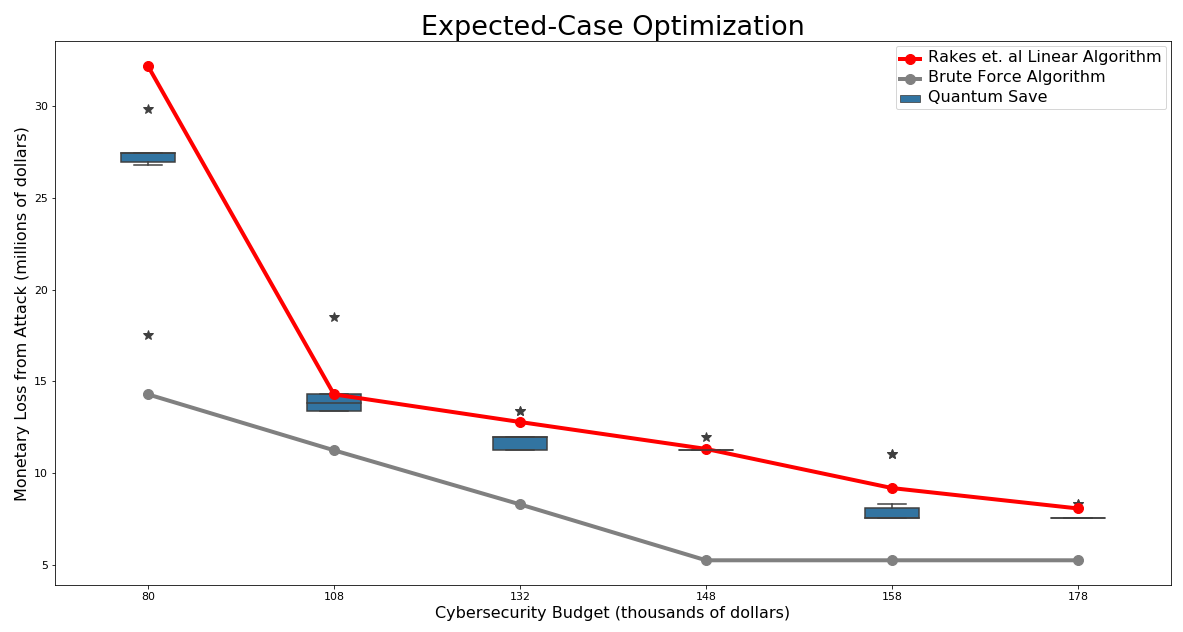 Expected-Case Optimization
Rakes et. al Linear Algorithm
Brute Force Algorithm
Quantum Save
Monetary Loss from Attack (millions of dollars)
30
25
20
15
10
5
80 108 132 148 158 178
Cybersecurity Budget (thousands of dollars)